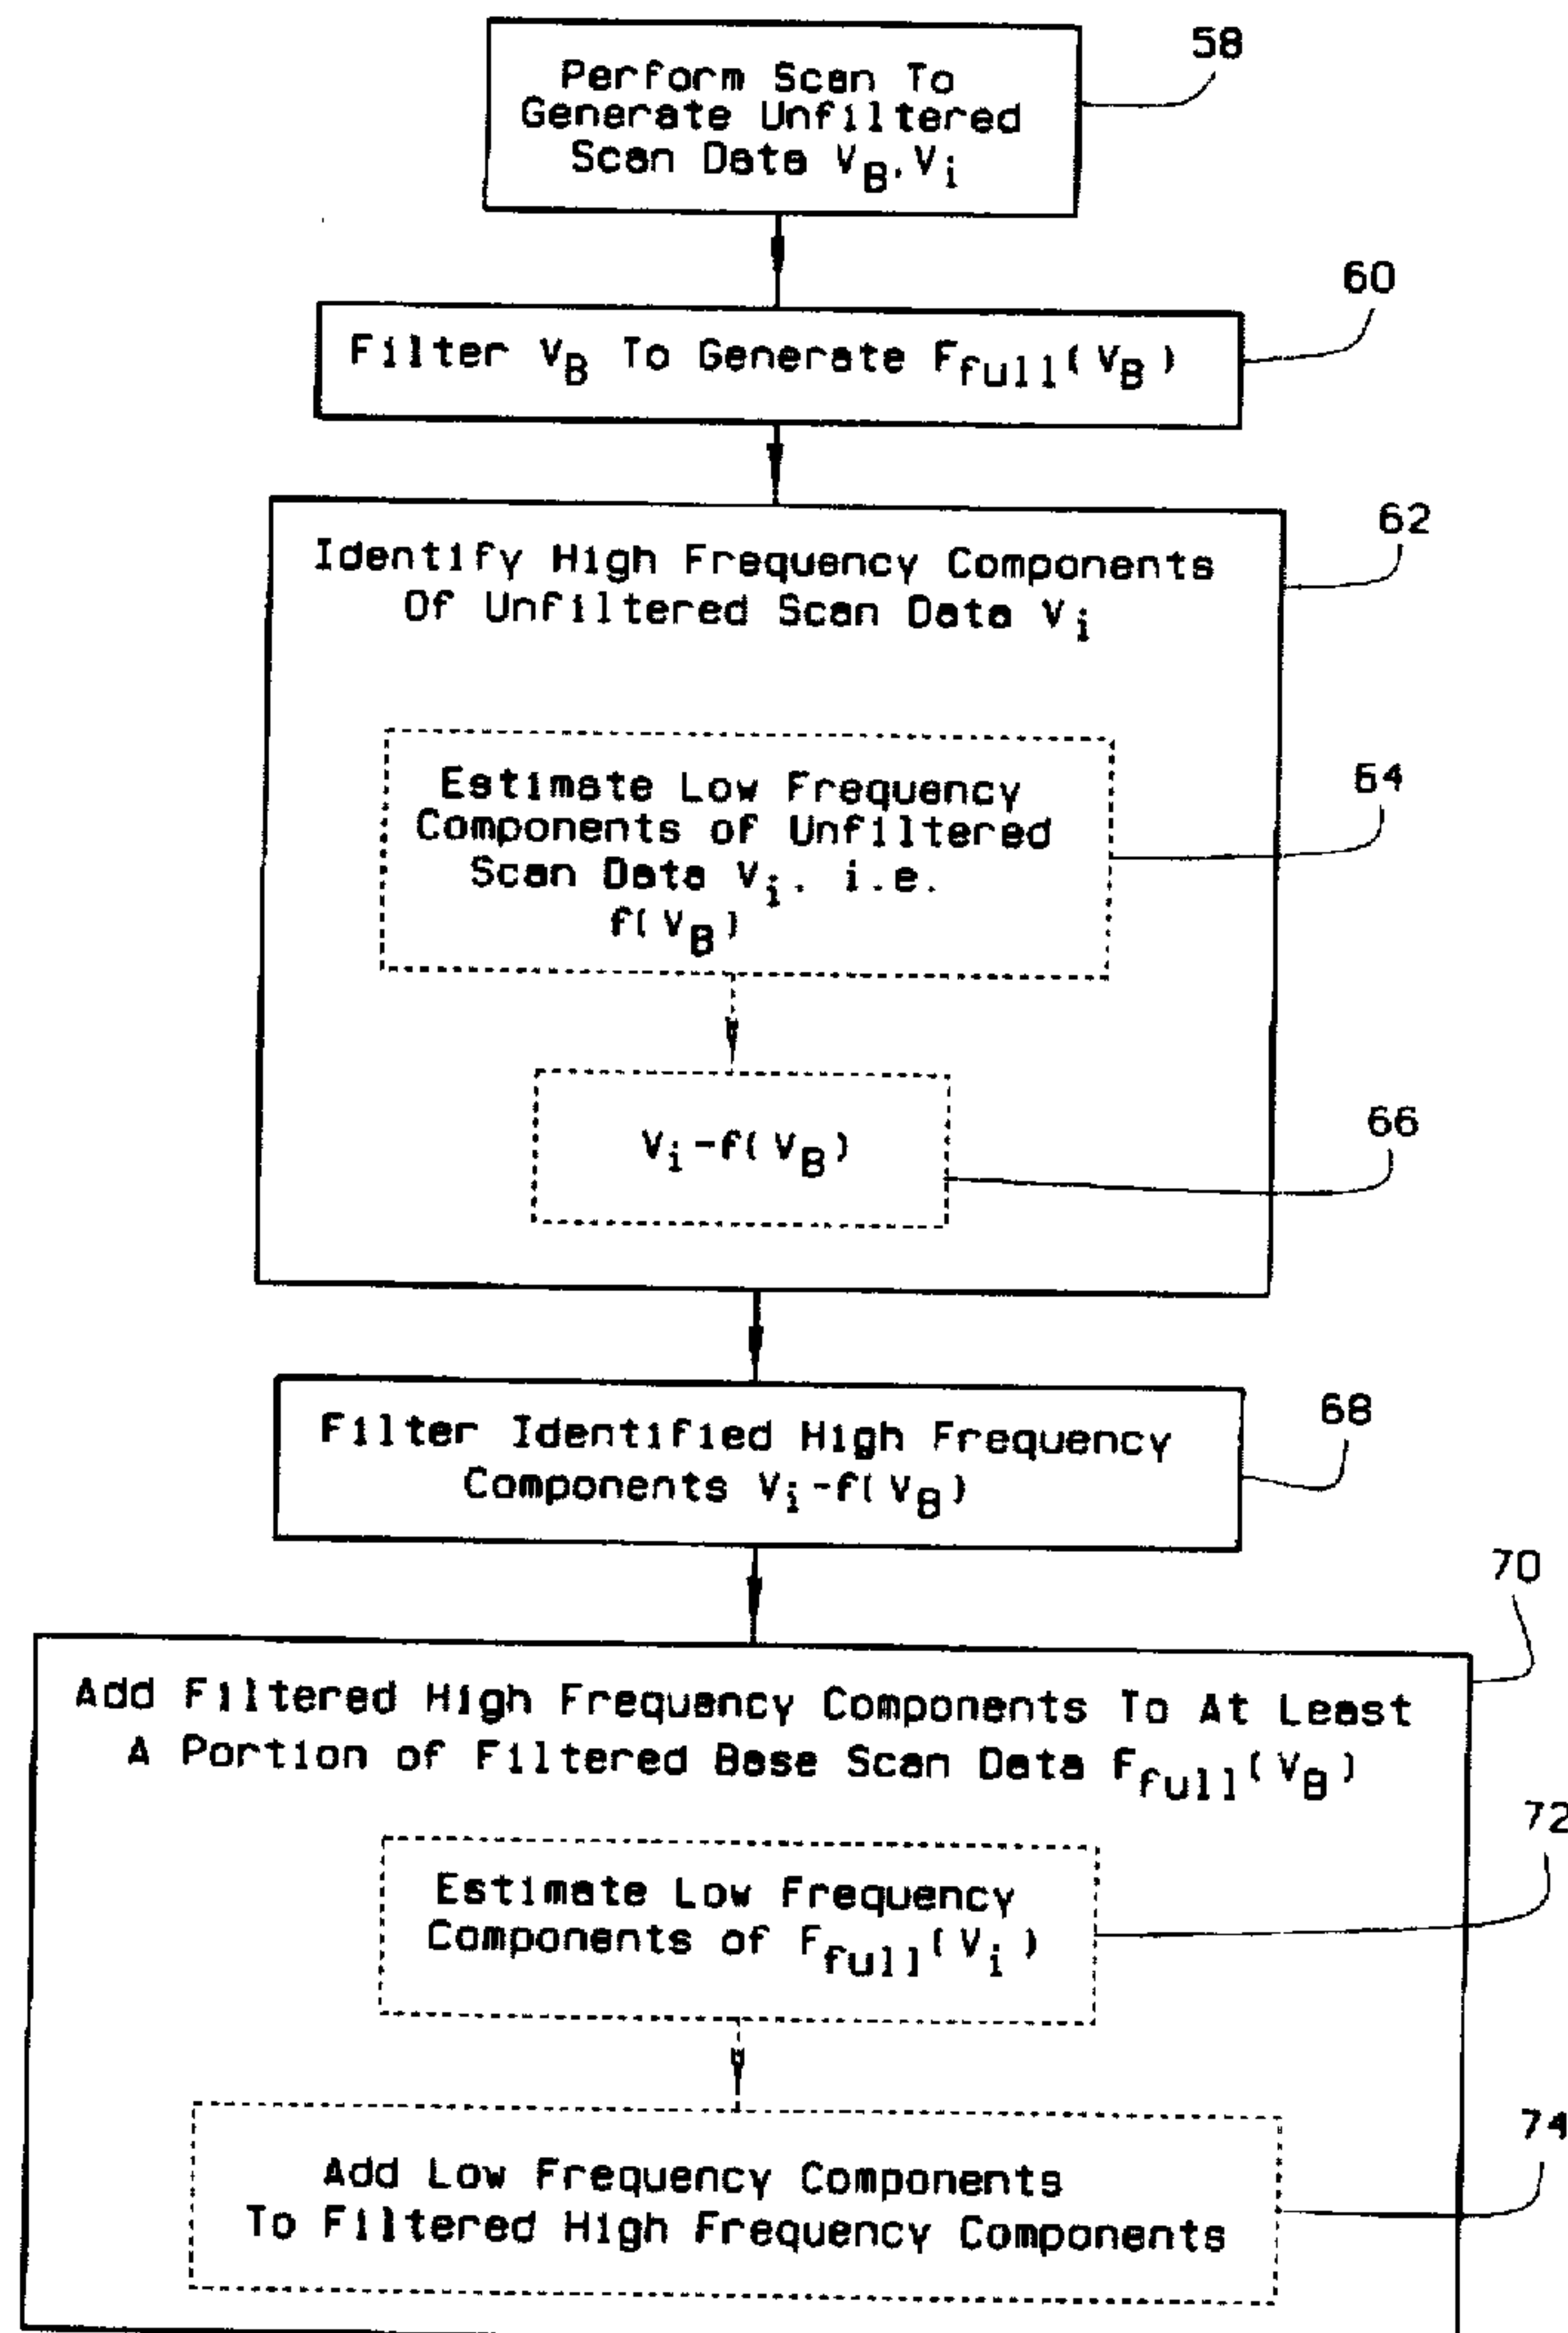 58
Perform Scan To
Generate Unfiltered
Scan Data V_B, V_i
60
Filter V_B To Generate F_full(V_B)
62
Identify High Frequency Components
Of Unfiltered Scan Data V_i
64
Estimate Low Frequency
Components of Unfiltered
Scan Data V_i. i.e.
f(V_B)
66
V_i-f(V_B)
68
Filter Identified High Frequency
Components V_i-f(V_B)
70
Add Filtered High Frequency Components To At Least
A Portion of Filtered Base Scan Data F_full(V_B)
72
Estimate Low Frequency
Components of F_full(V_i)
74
Add Low Frequency Components
To Filtered High Frequency Components